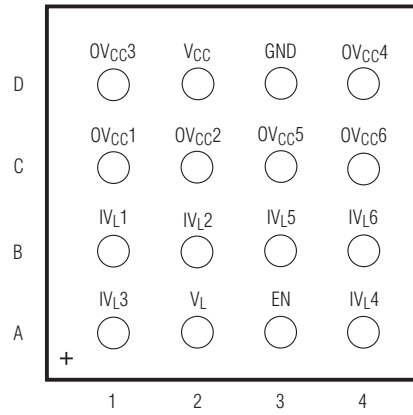 OVCC3 VCC GND OVCC4
D
OVCC1 OVCC2 OVCC5 OVCC6
C
IVL1 IVL2 IVL5 IVL6
B
IVL3 VL EN IVL4
A
+
1 2 3 4